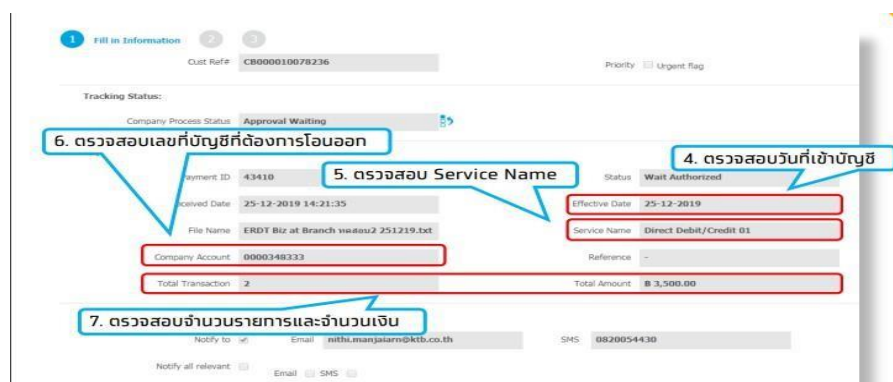 1 Fill in Information 2 3
Cust Ref# CB000010078236 Priority Urgent flag
Tracking Status:
Company Process Status Approval Waiting
6. ตรวจสอบเลขที่บัญชีที่ต้องการโอนออก
4. ตรวจสอบวันที่เข้าบัญชี
5. ตรวจสอบ Service Name
Payment ID 43410 Status Wait Authorized
ceived Date 25-12-2019 14:21:35 Effective Date 25-12-2019
File Name ERDT Biz at Branch ทดสอบ2 251219.txt Service Name Direct Debit/Credit 01
Company Account 0000348333 Reference -
Total Transaction 2 Total Amount ฿ 3,500.00
7. ตรวจสอบจำนวนรายการและจำนวนเงิน
Notify to Email nithi.manjaiarn@ktb.co.th SMS 0820054430
Notify all relevant Email SMS